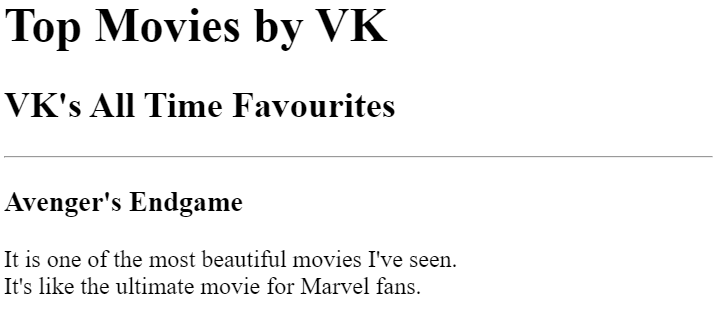 Top Movies by VK
VK's All Time Favourites
Avenger's Endgame
It is one of the most beautiful movies I've seen.
It's like the ultimate movie for Marvel fans.